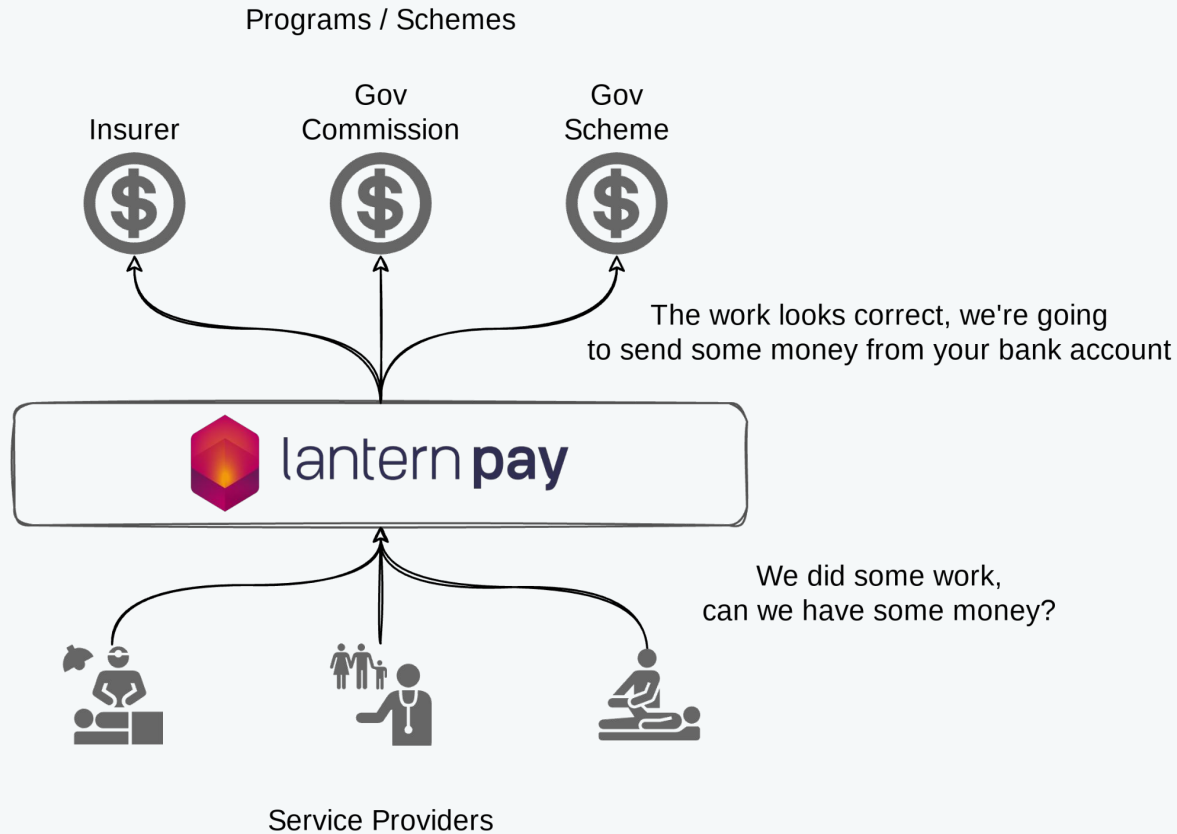 Programs / Schemes
Insurer
Gov
Commission
Gov
Scheme
The work looks correct, we're going
to send some money from your bank account
lantern pay
We did some work,
can we have some money?
Service Providers